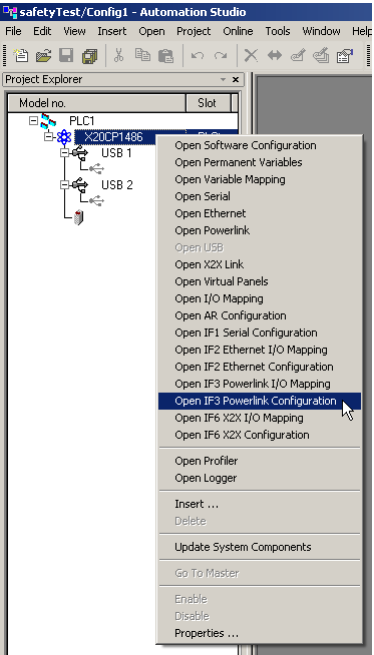 safetyTest/Config1 - Automation Studio
File Edit View Insert Open Project Online Tools Window Help
Project Explorer
Model no. Slot
PLC1
X20CP1486
USB 1
USB 2
Open Software Configuration
Open Permanent Variables
Open Variable Mapping
Open Serial
Open Ethernet
Open Powerlink
Open USB
Open X2X Link
Open Virtual Panels
Open I/O Mapping
Open AR Configuration
Open IF1 Serial Configuration
Open IF2 Ethernet I/O Mapping
Open IF2 Ethernet Configuration
Open IF3 Powerlink I/O Mapping
Open IF3 Powerlink Configuration
Open IF6 X2X I/O Mapping
Open IF6 X2X Configuration
Open Profiler
Open Logger
Insert ...
Delete
Update System Components
Go To Master
Enable
Disable
Properties ...